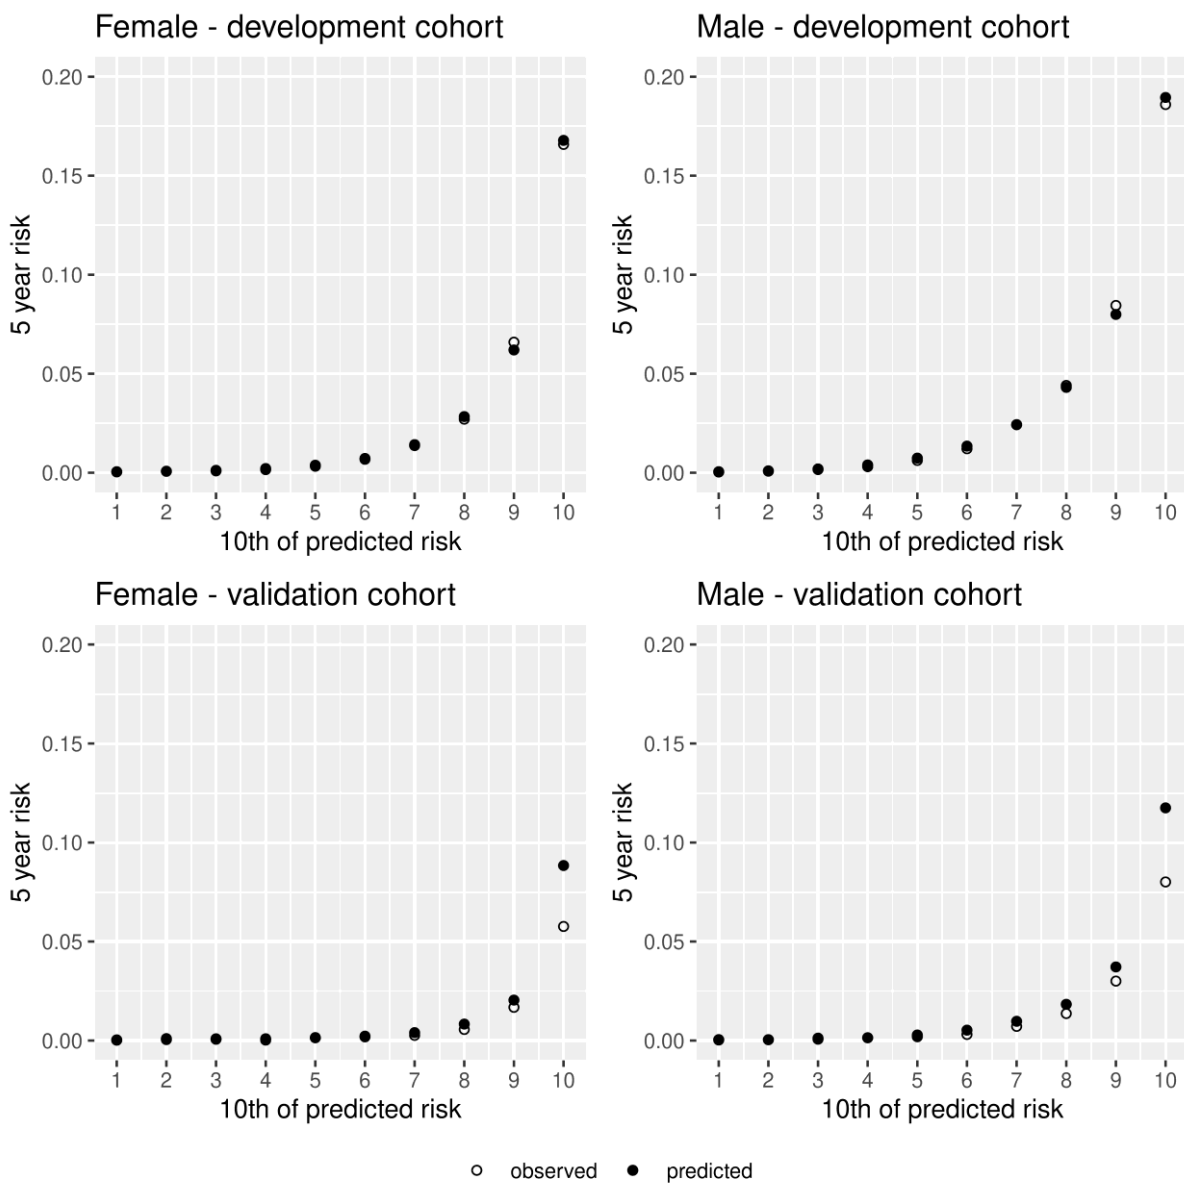 Female - development cohort
Male - development cohort
0.20
0.15
0.10
0.05
0.00
5 year risk
1 2 3 4 5 6 7 8 9 10
10th of predicted risk
0.20
0.15
0.10
0.05
0.00
5 year risk
1 2 3 4 5 6 7 8 9 10
10th of predicted risk
Female - validation cohort
Male - validation cohort
0.20
0.15
0.10
0.05
0.00
5 year risk
1 2 3 4 5 6 7 8 9 10
10th of predicted risk
0.20
0.15
0.10
0.05
0.00
5 year risk
1 2 3 4 5 6 7 8 9 10
10th of predicted risk
observed predicted